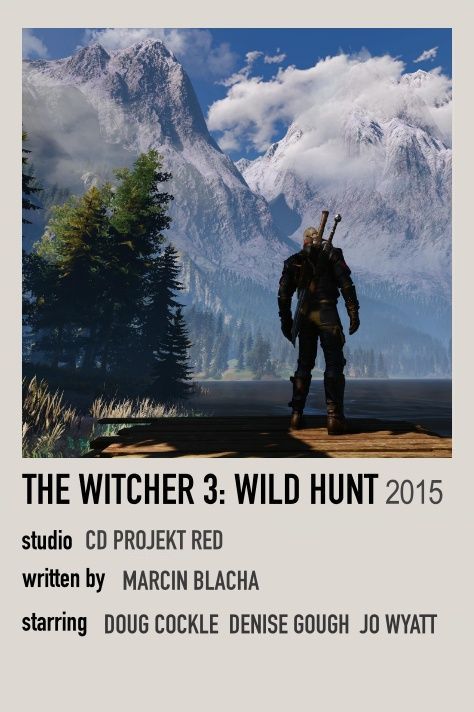 THE WITCHER 3: WILD HUNT 2015
studio CD PROJEKT RED
written by MARCIN BLACHA
starring DOUG COCKLE DENISE GOUGH JO WYATT